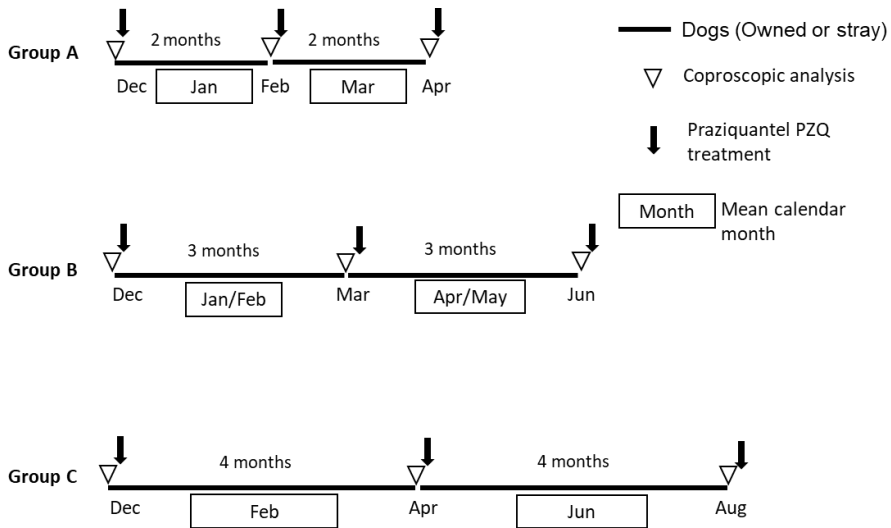 Group A
2 months
2 months
Dec
Jan
Feb
Mar
Apr
Dogs (Owned or stray)
Coproscopic analysis
Praziquantel PZQ
treatment
Month
Mean calendar
month
Group B
3 months
3 months
Dec
Jan/Feb
Mar
Apr/May
Jun
Group C
4 months
4 months
Dec
Feb
Apr
Jun
Aug